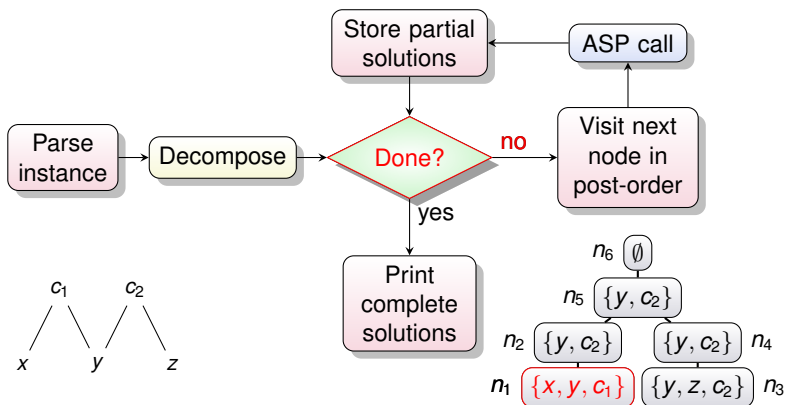 Store partial
solutions
ASP call
Parse
instance
Decompose
Done?
no
Visit next
node in
post-order
yes
Print
complete
solutions
c₁ c₂
x y z
n₆ ∅
n₅ {y, c₂}
n₂ {y, c₂} {y, c₂} n₄
n₁ {x, y, c₁} {y, z, c₂} n₃